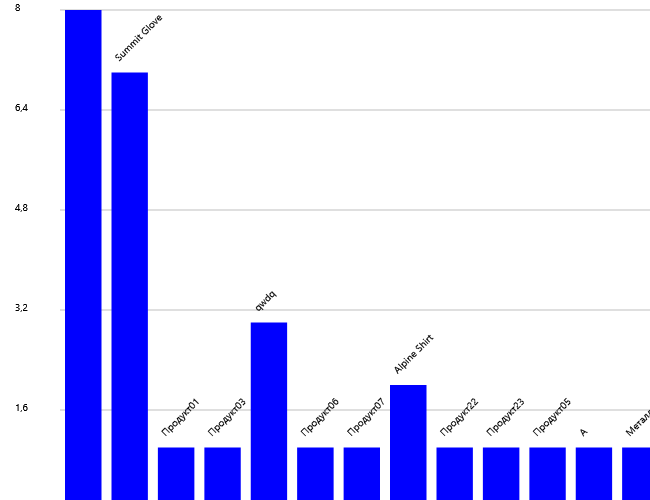 8
6,4
4,8
3,2
1,6
Summit Glove
Продукт01
Продукт03
qwdq
Продукт06
Продукт07
Alpine Shirt
Продукт22
Продукт23
Продукт05
A